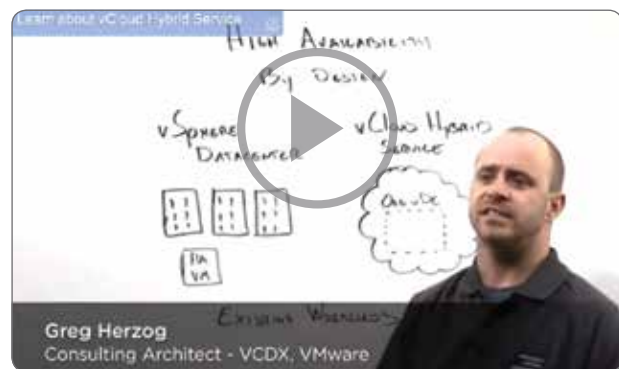 Learn about vCloud Hybrid Service
HIGH AVAILABILITY
BY DESIGN
vSPHERE
DATACENTER
vCLOUD HYBRID
SERVICE
HA
VM
EXISTING WORKLOADS
Greg Herzog
Consulting Architect - VCDX, VMware